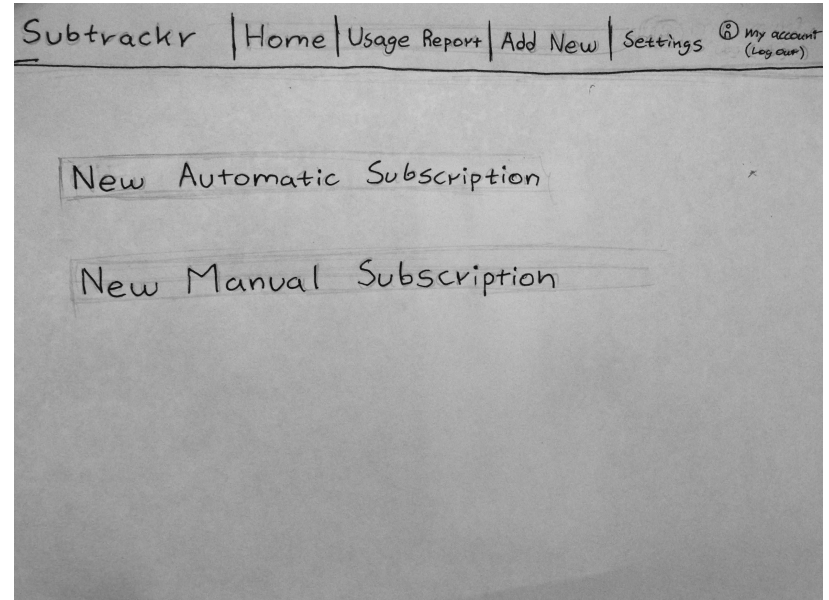 Subtrackr | Home | Usage Report | Add New | Settings My account
(Log out)
New Automatic Subscription
New Manual Subscription